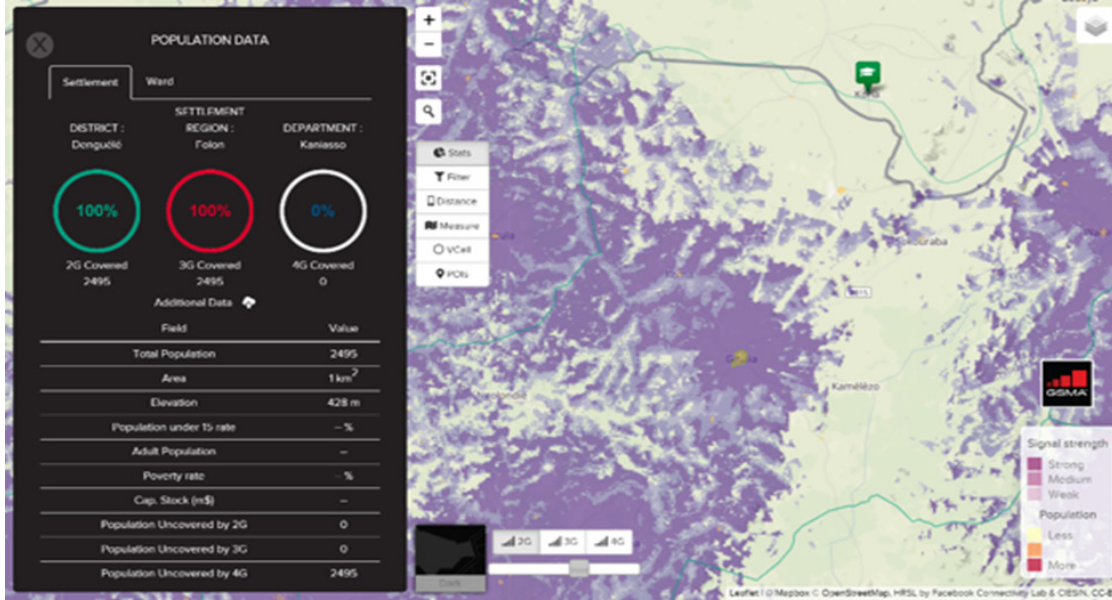 POPULATION DATA
Settlement Ward
SETTLEMENT
DISTRICT : REGION : DEPARTMENT :
Denguélé Folon Kaniasso
100% 100% 0%
2G Covered 3G Covered 4G Covered
2495 2495 0
Additional Data
Field Value
Total Population 2495
Area 1 km²
Elevation 428 m
Population under 15 rate -- %
Adult Population --
Poverty rate -- %
Cap. Stock (m$) --
Population Uncovered by 2G 0
Population Uncovered by 3G 0
Population Uncovered by 4G 2495
+
−
Stats
Filter
Distance
Measure
VCell
POIs
Kouraba
Kamélézo
GSMA
Signal strength
Strong
Medium
Weak
Population
Less
More
2G 3G 4G
Dark
Leaflet | © Mapbox © OpenStreetMap, HRSL by Facebook Connectivity Lab & CIESIN, CC-B